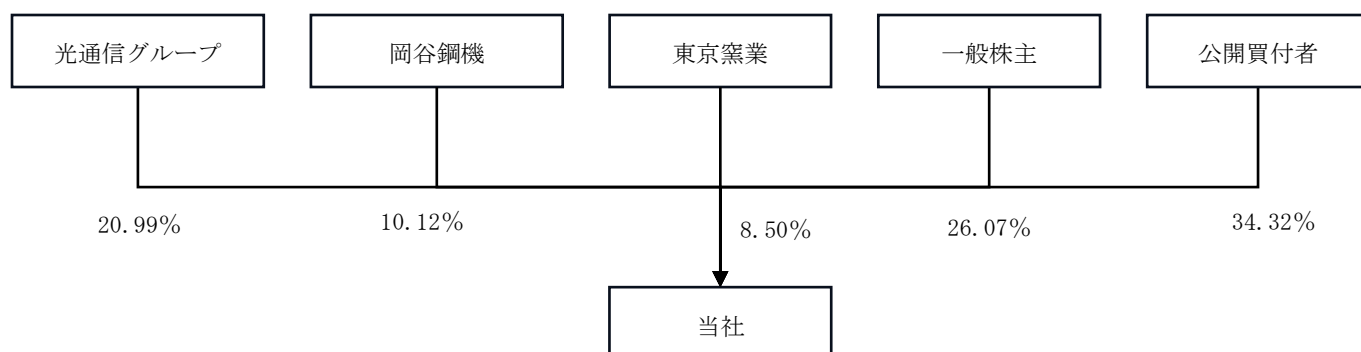 光通信グループ
岡谷鋼機
東京窯業
一般株主
公開買付者
20.99%
10.12%
8.50%
26.07%
34.32%
当社